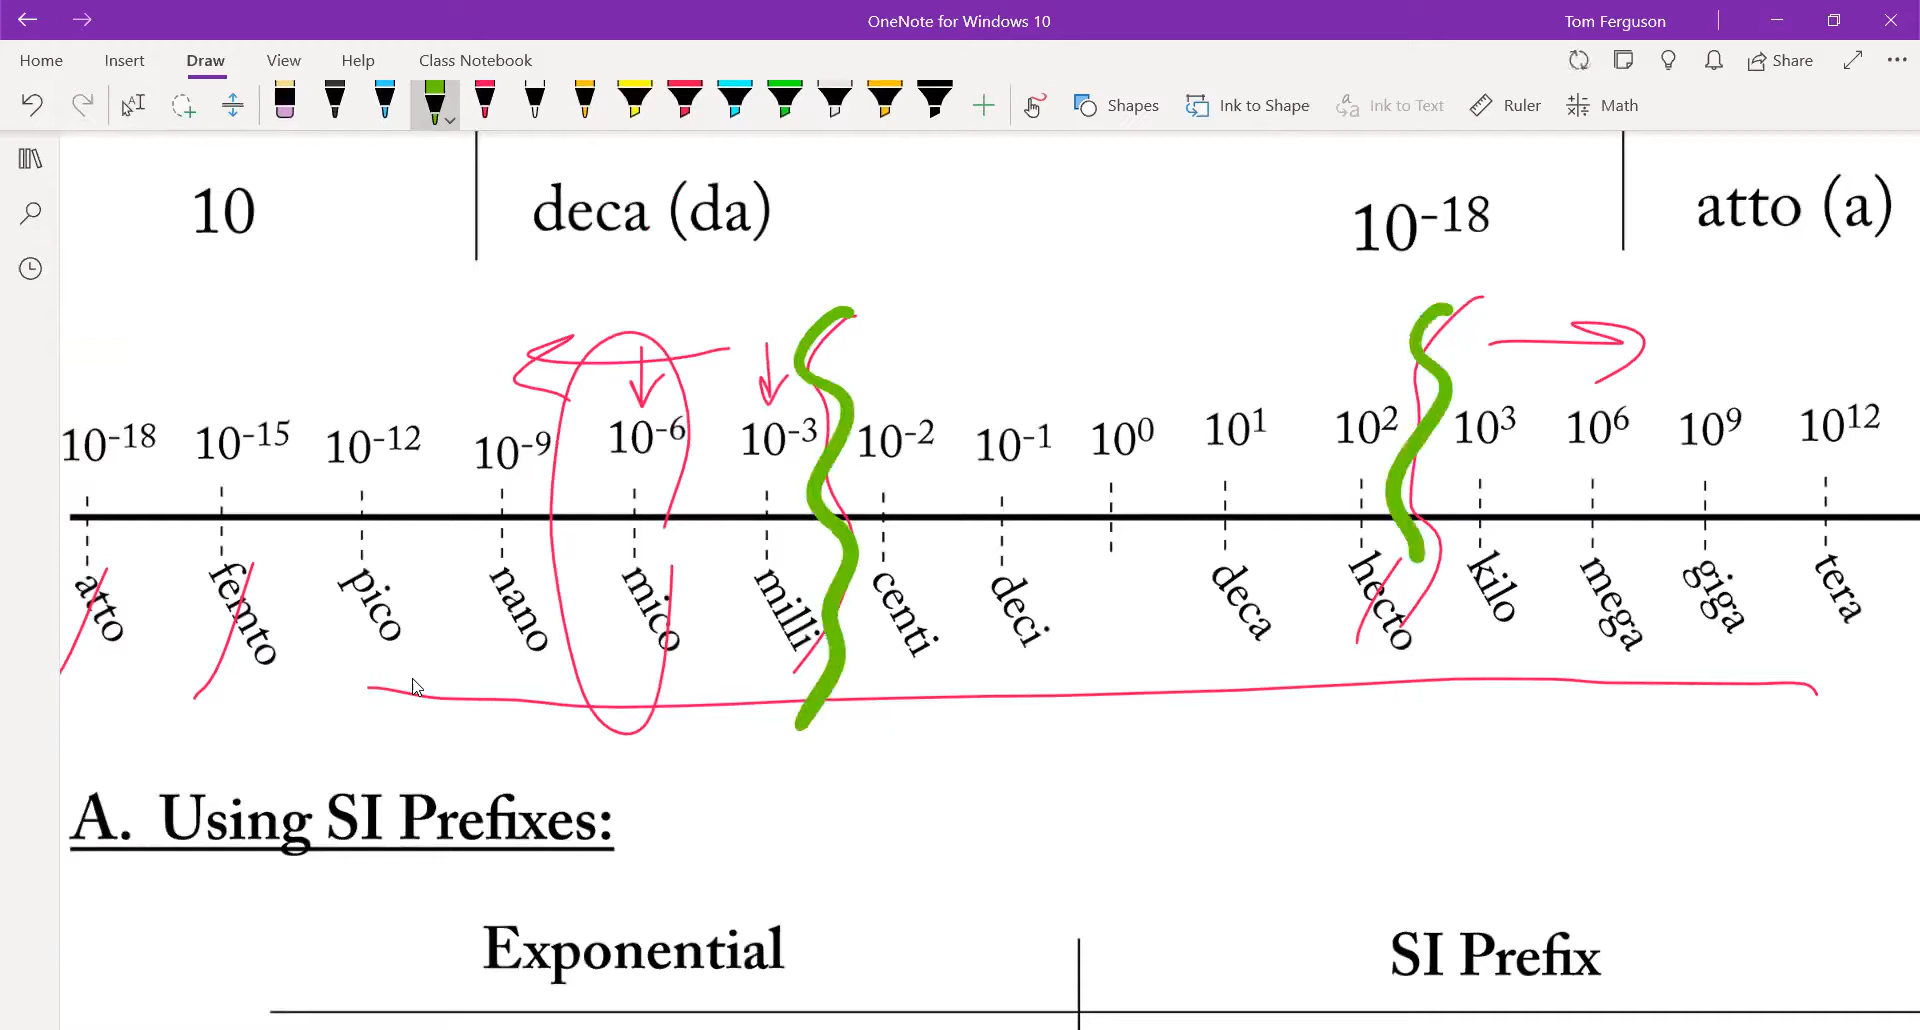 OneNote for Windows 10
Tom Ferguson
Home Insert Draw View Help Class Notebook
Share
Shapes Ink to Shape Ink to Text Ruler Math
10 deca (da) 10⁻¹⁸ atto (a)
10⁻¹⁸ 10⁻¹⁵ 10⁻¹² 10⁻⁹ 10⁻⁶ 10⁻³ 10⁻² 10⁻¹ 10⁰ 10¹ 10² 10³ 10⁶ 10⁹ 10¹²
atto femto pico nano mico milli centi deci deca hecto kilo mega giga tera
A. Using SI Prefixes:
Exponential SI Prefix